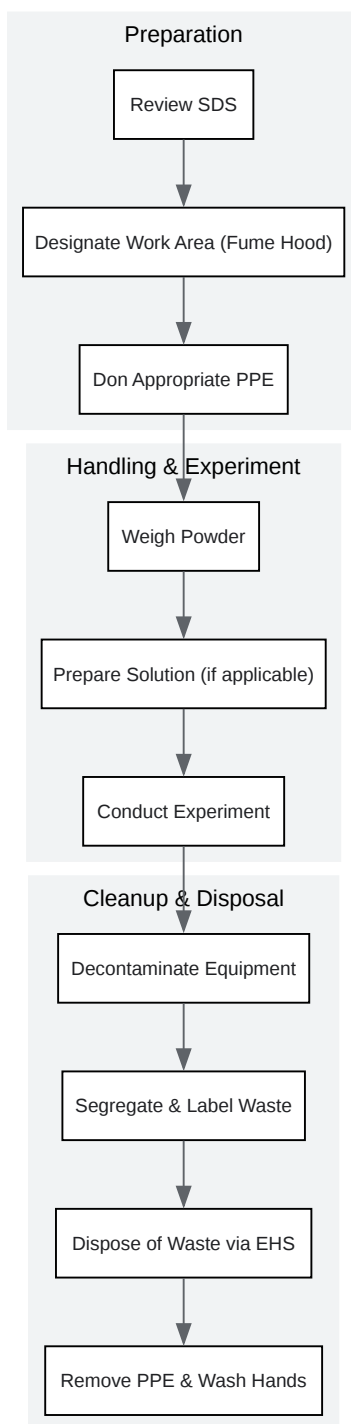 Preparation
Review SDS
Designate Work Area (Fume Hood)
Don Appropriate PPE
Handling & Experiment
Weigh Powder
Prepare Solution (if applicable)
Conduct Experiment
Cleanup & Disposal
Decontaminate Equipment
Segregate & Label Waste
Dispose of Waste via EHS
Remove PPE & Wash Hands